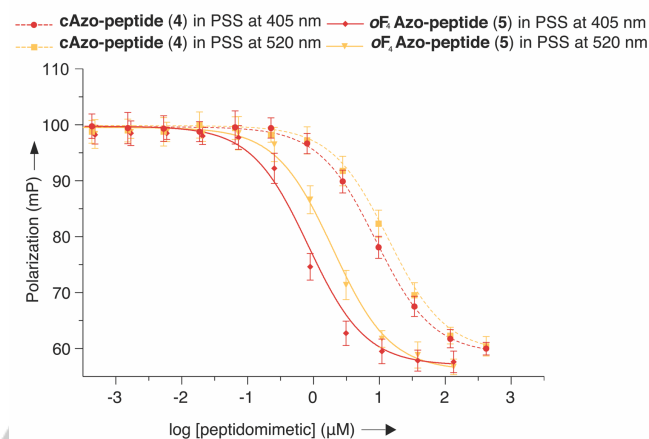 cAzo-peptide (4) in PSS at 405 nm oF₄ Azo-peptide (5) in PSS at 405 nm
cAzo-peptide (4) in PSS at 520 nm oF₄ Azo-peptide (5) in PSS at 520 nm
110
100
90
80
70
60
Polarization (mP)
-3 -2 -1 0 1 2 3
log [peptidomimetic] (µM)